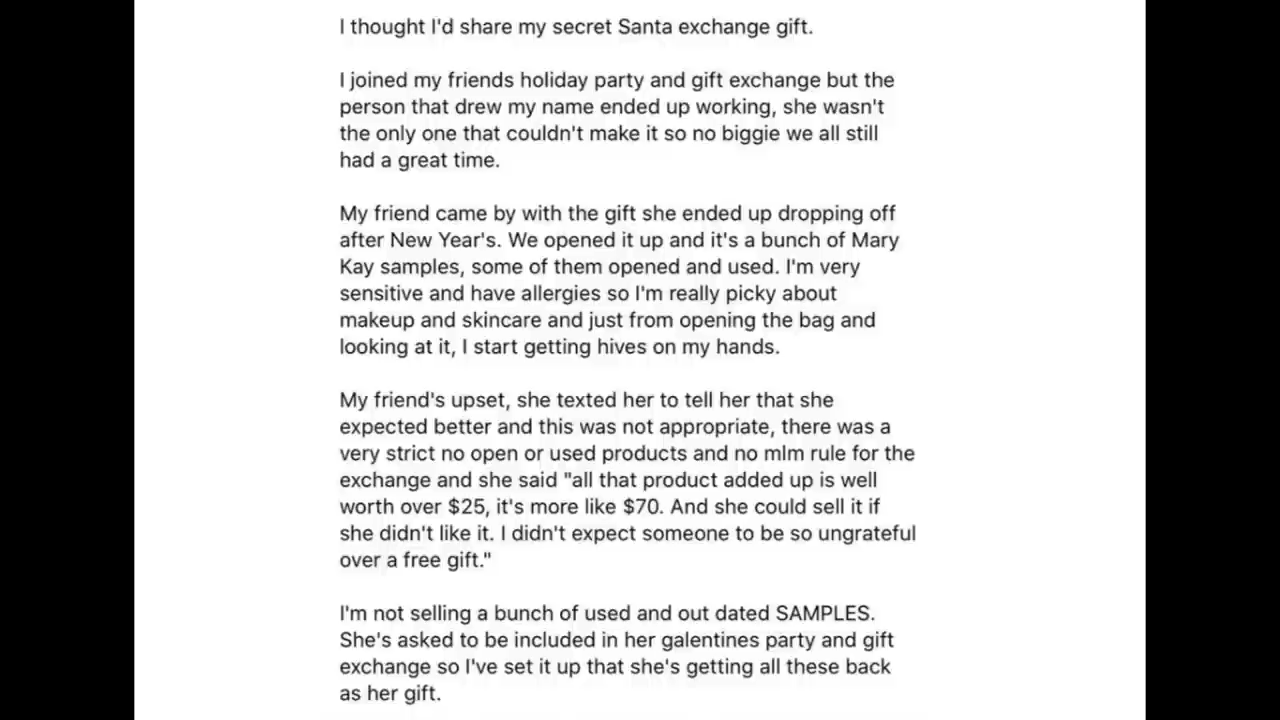 I thought I'd share my secret Santa exchange gift.
I joined my friends holiday party and gift exchange but the
person that drew my name ended up working, she wasn't
the only one that couldn't make it so no biggie we all still
had a great time.
My friend came by with the gift she ended up dropping off
after New Year's. We opened it up and it's a bunch of Mary
Kay samples, some of them opened and used. I'm very
sensitive and have allergies so I'm really picky about
makeup and skincare and just from opening the bag and
looking at it, I start getting hives on my hands.
My friend's upset, she texted her to tell her that she
expected better and this was not appropriate, there was a
very strict no open or used products and no mlm rule for the
exchange and she said "all that product added up is well
worth over $25, it's more like $70. And she could sell it if
she didn't like it. I didn't expect someone to be so ungrateful
over a free gift."
I'm not selling a bunch of used and out dated SAMPLES.
She's asked to be included in her galentines party and gift
exchange so I've set it up that she's getting all these back
as her gift.